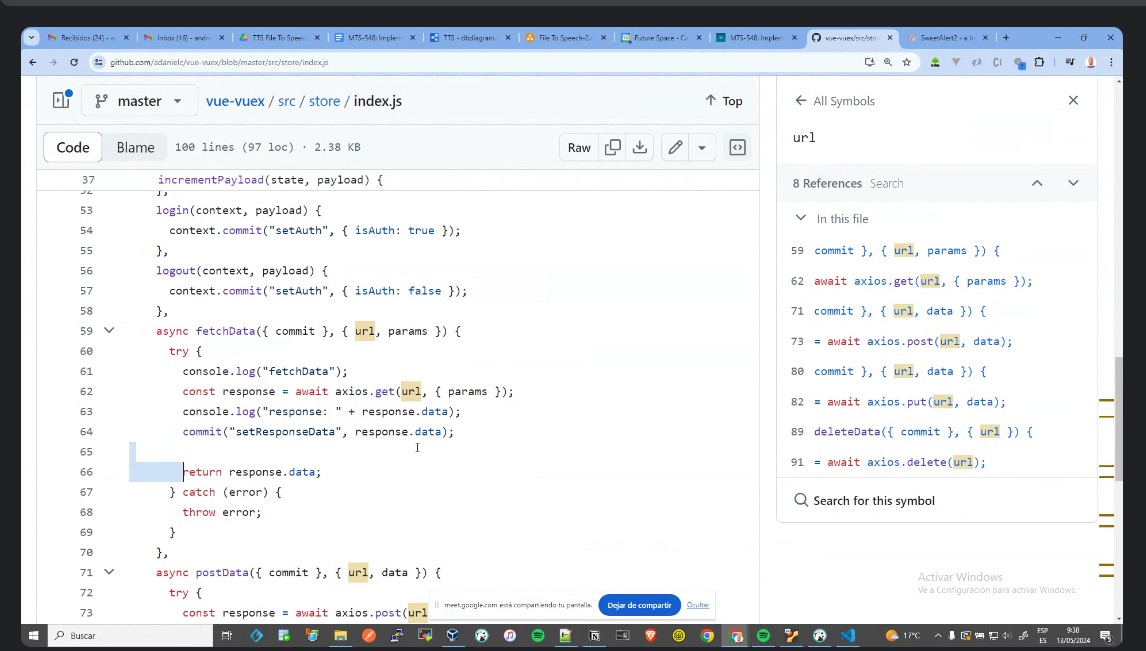 Recibidos (24) - a
Inbox (16) - andre
TTS File To Speec
MTS-548: Implem
TTS - dbdiagram.
File To Speech-2.
Future Space - Ca
MTS-548: Implem
vue-vuex/src/sto
SweetAlert2 - a b
github.com/adanielc/vue-vuex/blob/master/src/store/index.js
master
vue-vuex / src / store / index.js
Top
Code Blame 100 lines (97 loc) · 2.38 KB
Raw
37 incrementPayload(state, payload) {
52 },
53 login(context, payload) {
54 context.commit("setAuth", { isAuth: true });
55 },
56 logout(context, payload) {
57 context.commit("setAuth", { isAuth: false });
58 },
59 async fetchData({ commit }, { url, params }) {
60 try {
61 console.log("fetchData");
62 const response = await axios.get(url, { params });
63 console.log("response: " + response.data);
64 commit("setResponseData", response.data);
65
66 return response.data;
67 } catch (error) {
68 throw error;
69 }
70 },
71 async postData({ commit }, { url, data }) {
72 try {
73 const response = await axios.post(url
All Symbols
url
8 References Search
In this file
59 commit }, { url, params }) {
62 await axios.get(url, { params });
71 commit }, { url, data }) {
73 = await axios.post(url, data);
80 commit }, { url, data }) {
82 = await axios.put(url, data);
89 deleteData({ commit }, { url }) {
91 = await axios.delete(url);
Search for this symbol
Activar Windows
Ve a Configuración para activar Windows.
meet.google.com está compartiendo tu pantalla.
Dejar de compartir
Ocultar
Buscar
17°C
ESP
ES
9:38
13/05/2024